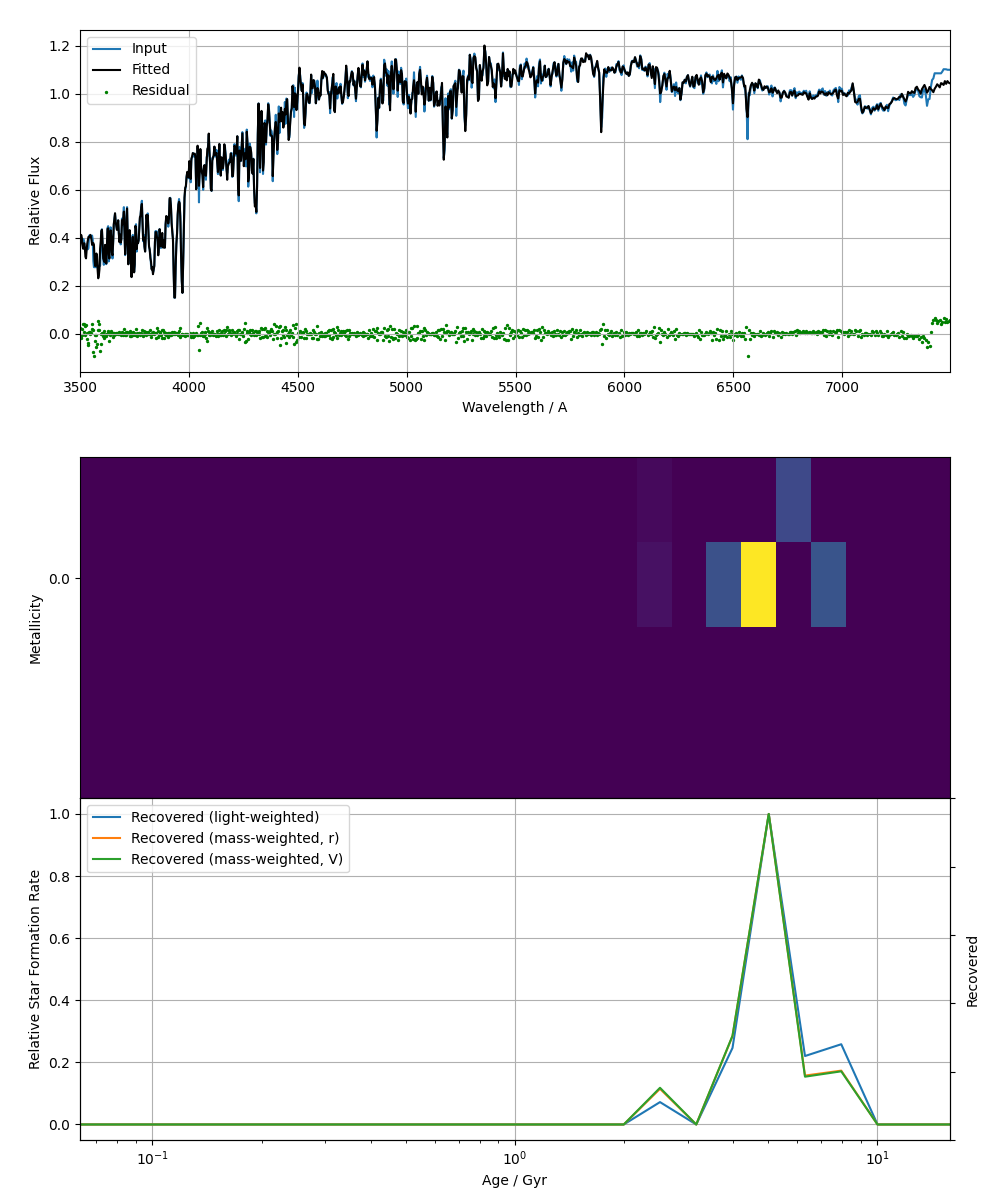 1.2
1.0
0.8
0.6
0.4
0.2
0.0
Relative Flux
Input
Fitted
Residual
3500 4000 4500 5000 5500 6000 6500 7000
Wavelength / A
0.0
Metallicity
1.0
0.8
0.6
0.4
0.2
0.0
Relative Star Formation Rate
Recovered (light-weighted)
Recovered (mass-weighted, r)
Recovered (mass-weighted, V)
Recovered
10⁻¹ 10⁰ 10¹
Age / Gyr